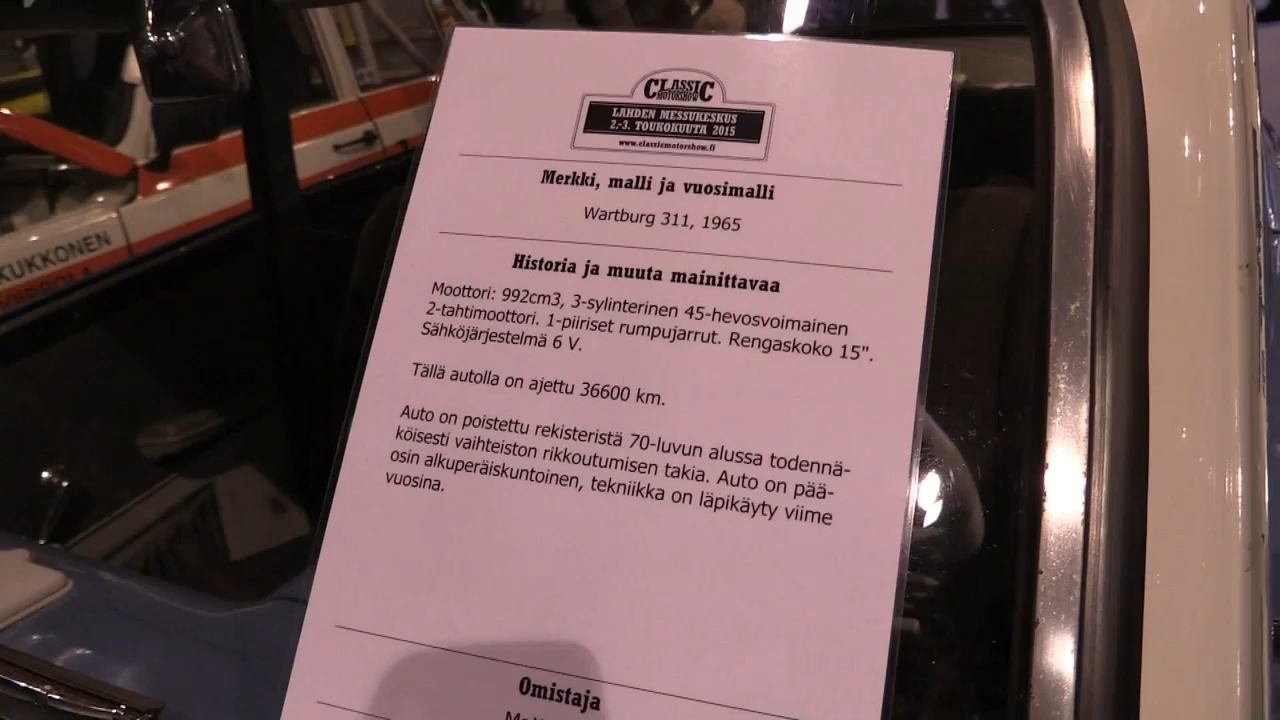 CLASSIC
MOTORSHOW
LAHDEN MESSUKESKUS
2.-3. TOUKOKUUTA 2015
www.classicmotorshow.fi
Merkki, malli ja vuosimalli
Wartburg 311, 1965
Historia ja muuta mainittavaa
Moottori: 992cm3, 3-sylinterinen 45-hevosvoimainen
2-tahtimoottori. 1-piiriset rumpujarrut. Rengaskoko 15".
Sähköjärjestelmä 6 V.
Tällä autolla on ajettu 36600 km.
Auto on poistettu rekisteristä 70-luvun alussa todennä-
köisesti vaihteiston rikkoutumisen takia. Auto on pää-
osin alkuperäiskuntoinen, tekniikka on läpikäyty viime
vuosina.
Omistaja
KUKKONEN